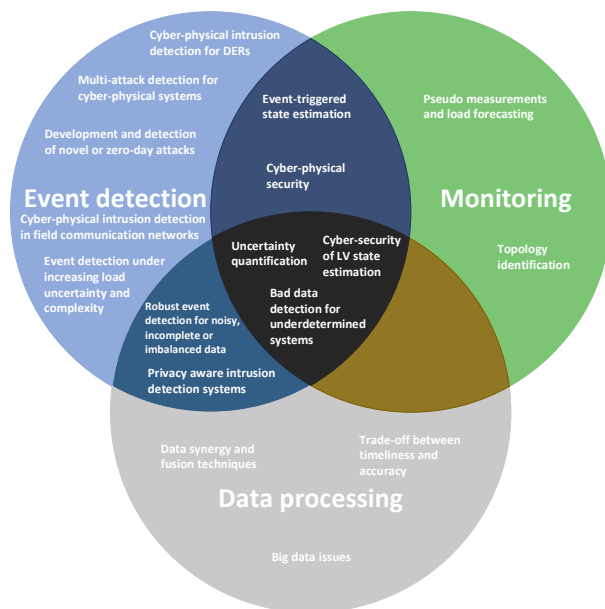 Cyber-physical intrusion
detection for DERs
Multi-attack detection for
cyber-physical systems
Development and detection
of novel or zero-day attacks
Event detection
Cyber-physical intrusion detection
in field communication networks
Event detection under
increasing load
uncertainty and
complexity
Event-triggered
state estimation
Cyber-physical
security
Pseudo measurements
and load forecasting
Monitoring
Topology
identification
Uncertainty
quantification
Cyber-security
of LV state
estimation
Bad data
detection for
underdetermined
systems
Robust event
detection for noisy,
incomplete or
imbalanced data
Privacy aware intrusion
detection systems
Data synergy and
fusion techniques
Trade-off between
timeliness and
accuracy
Data processing
Big data issues